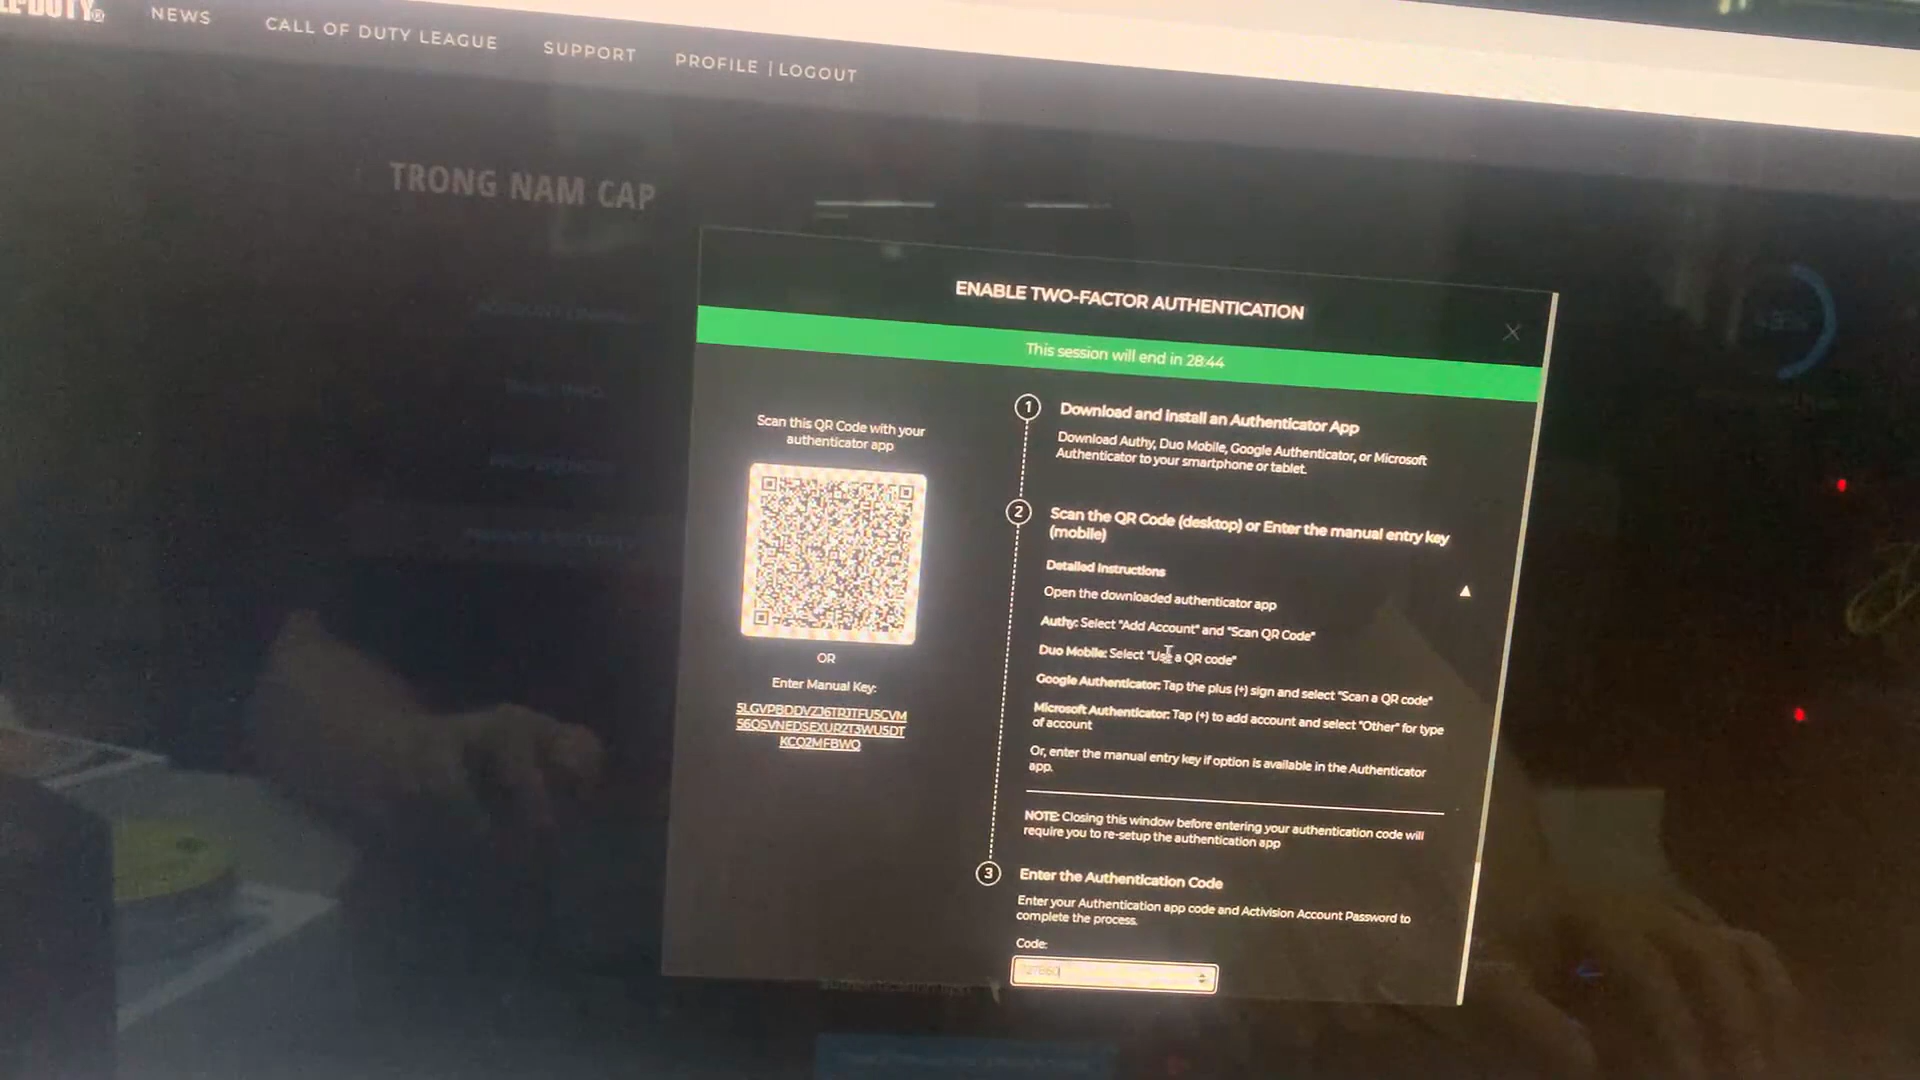 NEWS
CALL OF DUTY LEAGUE
SUPPORT
PROFILE | LOGOUT
TRONG NAM CAP
ENABLE TWO-FACTOR AUTHENTICATION
This session will end in 28:44
Scan this QR Code with your
authenticator app
OR
Enter Manual Key:
1
Download and Install an Authenticator App
Download Authy, Duo Mobile, Google Authenticator, or Microsoft
Authenticator to your smartphone or tablet.
2
Scan the QR Code (desktop) or Enter the manual entry key
(mobile)
Detailed Instructions
Open the downloaded authenticator app
Authy: Select "Add Account" and "Scan QR Code"
Duo Mobile: Select "Use a QR code"
Google Authenticator: Tap the plus (+) sign and select "Scan a QR code"
Microsoft Authenticator: Tap (+) to add account and select "Other" for type
of account
Or, enter the manual entry key if option is available in the Authenticator
app.
NOTE: Closing this window before entering your authentication code will
require you to re-setup the authentication app
3
Enter the Authentication Code
Enter your Authentication app code and Activision Account Password to
complete the process.
Code: